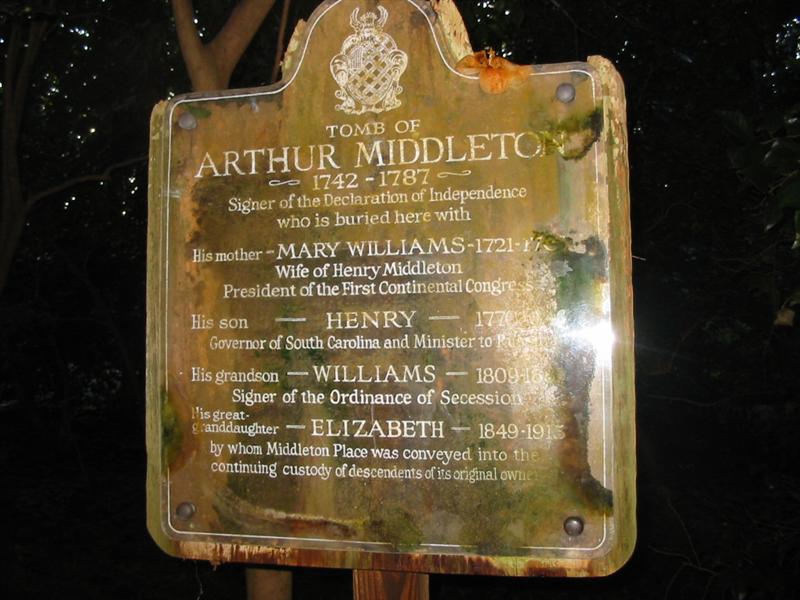 TOMB OF
ARTHUR MIDDLETON
1742 - 1787
Signer of the Declaration of Independence
who is buried here with
His mother - MARY WILLIAMS - 1721-
Wife of Henry Middleton
President of the First Continental Congress
His son — HENRY —
Governor of South Carolina and Minister to
His grandson — WILLIAMS — 1809-
Signer of the Ordinance of Secession
His great-
granddaughter — ELIZABETH — 1849-1915
by whom Middleton Place was conveyed into the
continuing custody of descendents of its original